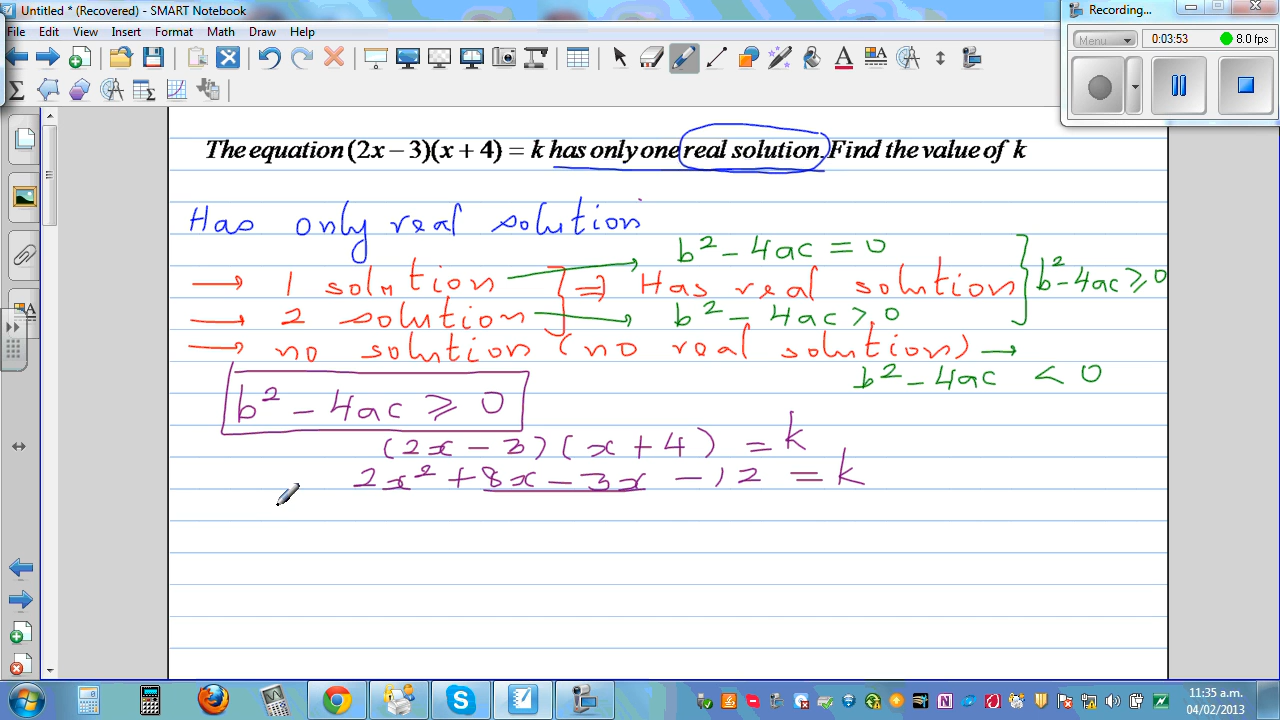 Untitled * (Recovered) - SMART Notebook
Recording...
File Edit View Insert Format Math Draw Help
Menu 0:03:53 8.0 fps
The equation (2x − 3)(x + 4) = k has only one real solution. Find the value of k
Has only real solution
b² − 4ac = 0
→ 1 solution ⇒ Has real solution b² − 4ac ≥ 0
→ 2 solution → b² − 4ac > 0
→ no solution (no real solution) →
b² − 4ac < 0
b² − 4ac ≥ 0
(2x − 3)(x + 4) = k
2x² + 8x − 3x − 12 = k
11:35 a.m.
04/02/2013